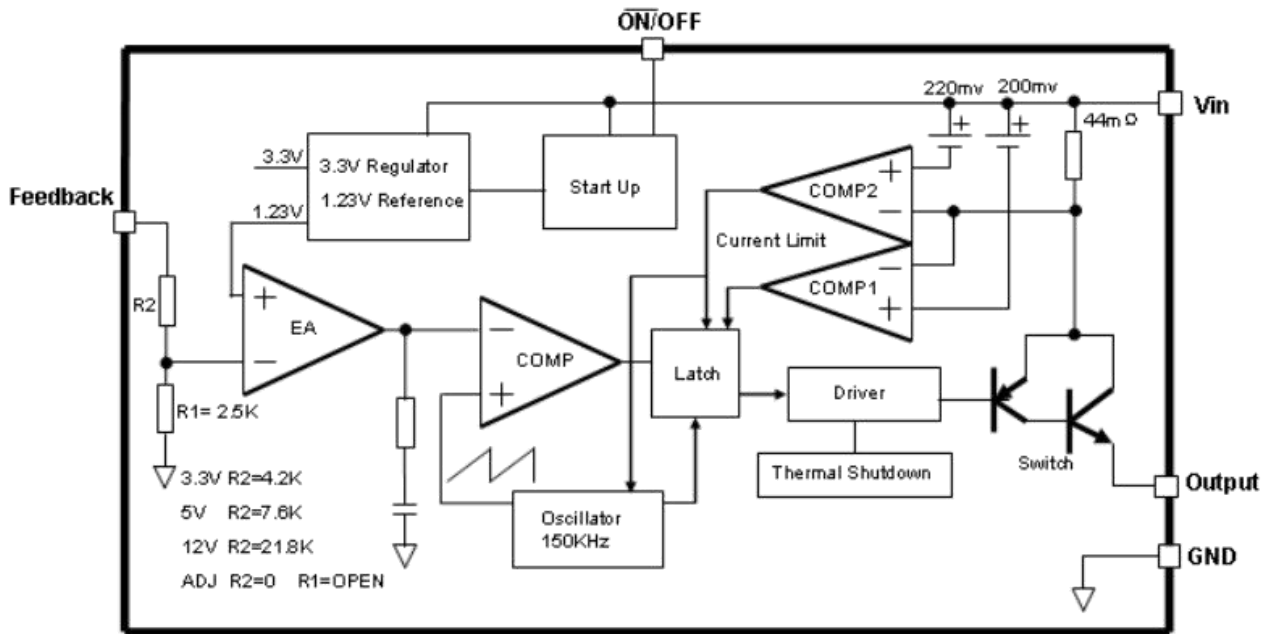 ON/OFF
220mv 200mv
Vin
44mΩ
3.3V
3.3V Regulator
1.23V Reference
Start Up
Feedback
1.23V
+
COMP2
−
Current Limit
−
COMP1
+
R2
+
EA
−
−
COMP
+
Latch
R1= 2.5K
Driver
Switch
Thermal Shutdown
3.3V R2=4.2K
5V R2=7.6K
12V R2=21.8K
ADJ R2=0 R1=OPEN
Oscillator
150KHz
Output
GND